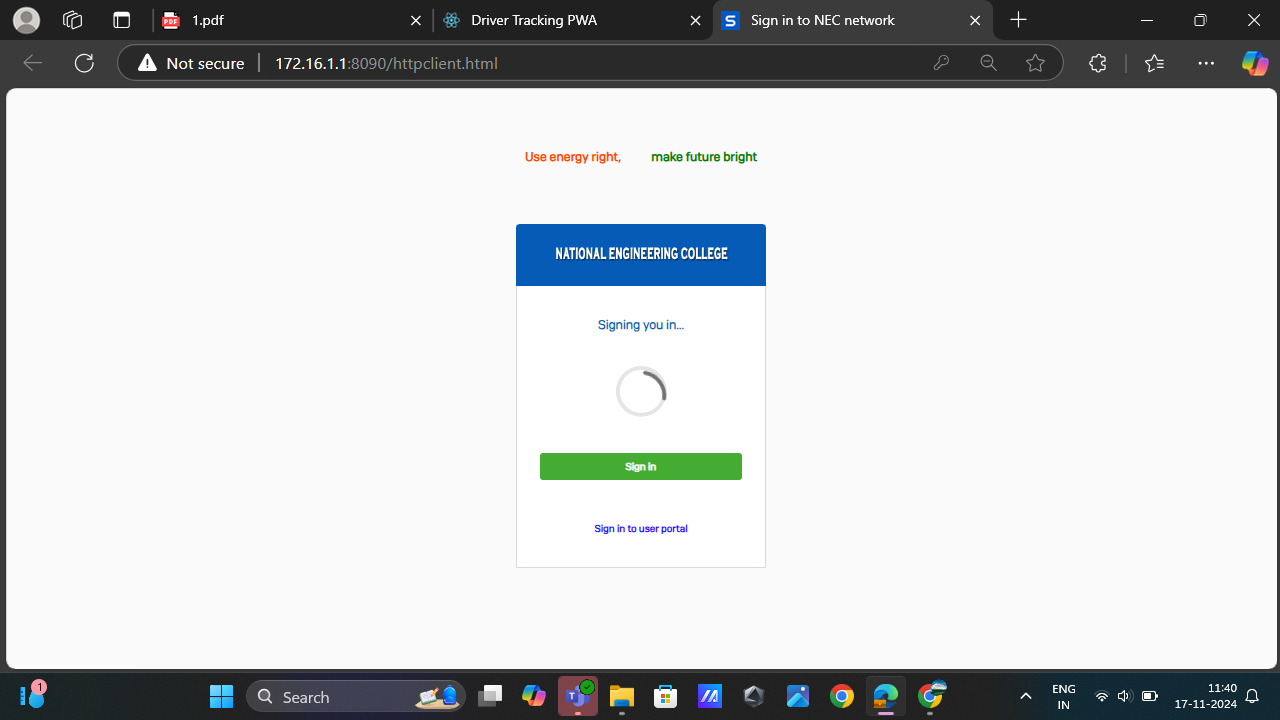 1.pdf
Driver Tracking PWA
Sign in to NEC network
Not secure
172.16.1.1:8090/httpclient.html
Use energy right, make future bright
NATIONAL ENGINEERING COLLEGE
Signing you in...
Sign in
Sign in to user portal
1
Search
ENG
IN
11:40
17-11-2024